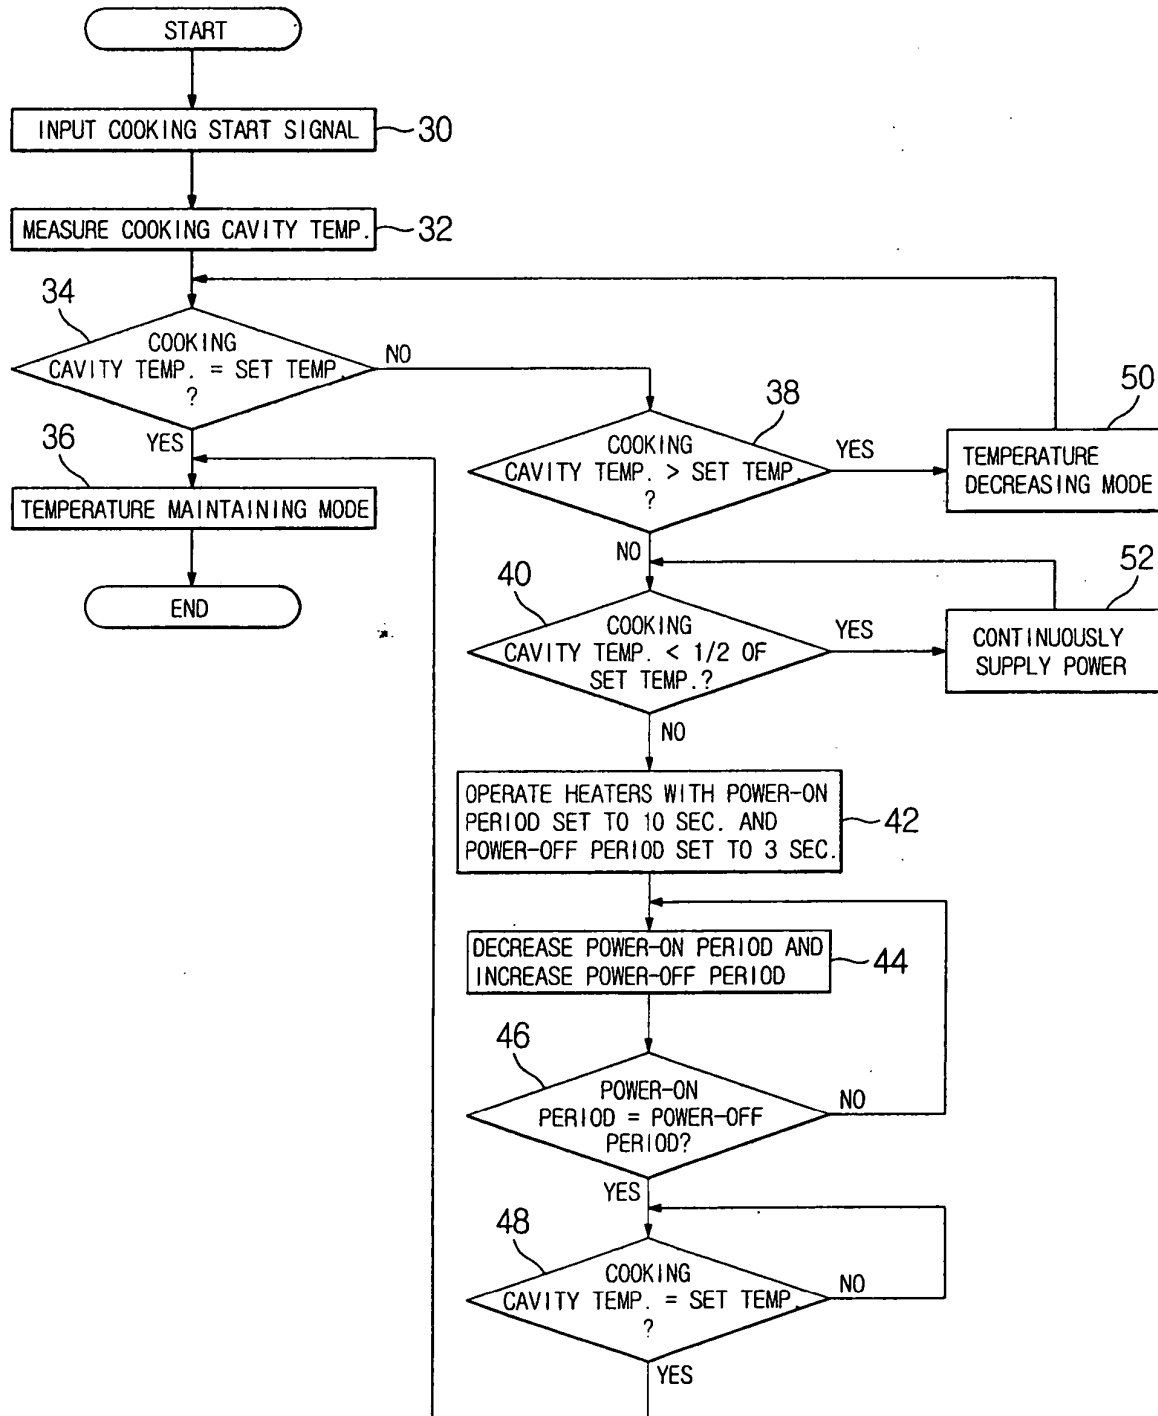 START
INPUT COOKING START SIGNAL
30
MEASURE COOKING CAVITY TEMP.
32
34
COOKING
CAVITY TEMP. = SET TEMP.
?
NO
YES
36
TEMPERATURE MAINTAINING MODE
END
38
COOKING
CAVITY TEMP. > SET TEMP.
?
YES
50
TEMPERATURE
DECREASING MODE
NO
40
COOKING
CAVITY TEMP. < 1/2 OF
SET TEMP.?
YES
52
CONTINUOUSLY
SUPPLY POWER
NO
OPERATE HEATERS WITH POWER-ON
PERIOD SET TO 10 SEC. AND
POWER-OFF PERIOD SET TO 3 SEC.
42
DECREASE POWER-ON PERIOD AND
INCREASE POWER-OFF PERIOD
44
46
POWER-ON
PERIOD = POWER-OFF
PERIOD?
NO
YES
48
COOKING
CAVITY TEMP. = SET TEMP.
?
NO
YES